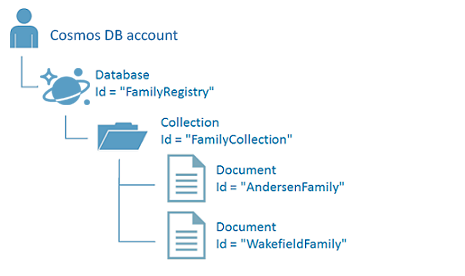 Cosmos DB account
Database
Id = "FamilyRegistry"
Collection
Id = "FamilyCollection"
Document
Id = "AndersenFamily"
Document
Id = "WakefieldFamily"